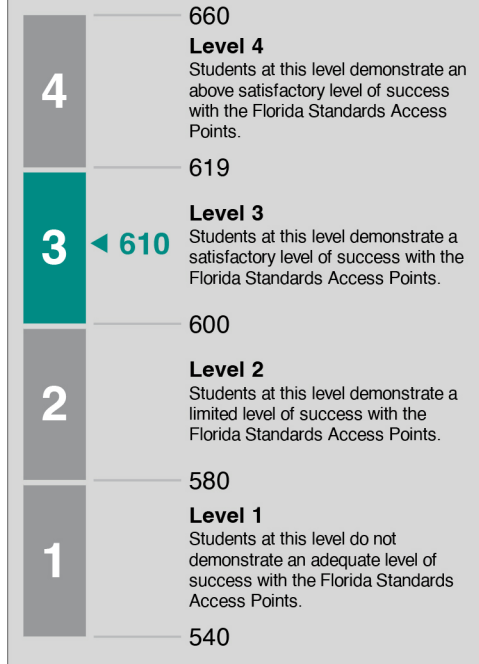 660
Level 4
Students at this level demonstrate an
above satisfactory level of success
with the Florida Standards Access
Points.
4
619
Level 3
Students at this level demonstrate a
satisfactory level of success with the
Florida Standards Access Points.
3
610
600
Level 2
Students at this level demonstrate a
limited level of success with the
Florida Standards Access Points.
2
580
Level 1
Students at this level do not
demonstrate an adequate level of
success with the Florida Standards
Access Points.
1
540